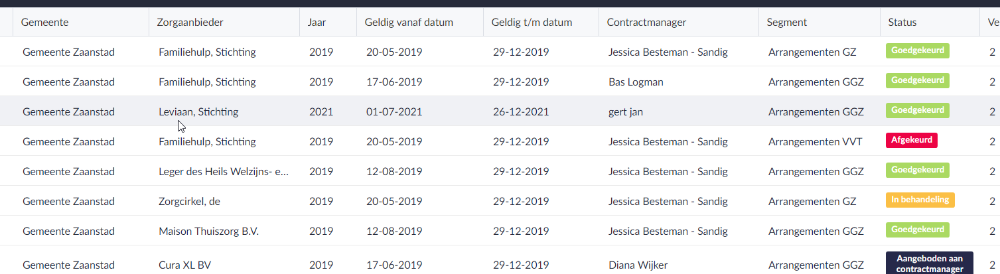 Gemeente Zorgaanbieder Jaar Geldig vanaf datum Geldig t/m datum Contractmanager Segment Status Ve
Gemeente Zaanstad Familiehulp, Stichting 2019 20-05-2019 29-12-2019 Jessica Besteman - Sandig Arrangementen GZ Goedgekeurd 2
Gemeente Zaanstad Familiehulp, Stichting 2019 17-06-2019 29-12-2019 Bas Logman Arrangementen GGZ Goedgekeurd 2
Gemeente Zaanstad Leviaan, Stichting 2021 01-07-2021 26-12-2021 gert jan Arrangementen GGZ Goedgekeurd 2
Gemeente Zaanstad Familiehulp, Stichting 2019 20-05-2019 29-12-2019 Jessica Besteman - Sandig Arrangementen VVT Afgekeurd 2
Gemeente Zaanstad Leger des Heils Welzijns- e... 2019 12-08-2019 29-12-2019 Jessica Besteman - Sandig Arrangementen GGZ Goedgekeurd 2
Gemeente Zaanstad Zorgcirkel, de 2019 20-05-2019 29-12-2019 Jessica Besteman - Sandig Arrangementen GZ In behandeling 2
Gemeente Zaanstad Maison Thuiszorg B.V. 2019 12-08-2019 29-12-2019 Jessica Besteman - Sandig Arrangementen GGZ Goedgekeurd 2
Gemeente Zaanstad Cura XL BV 2019 17-06-2019 29-12-2019 Diana Wijker Arrangementen GGZ Aangeboden aan 2
contractmanager